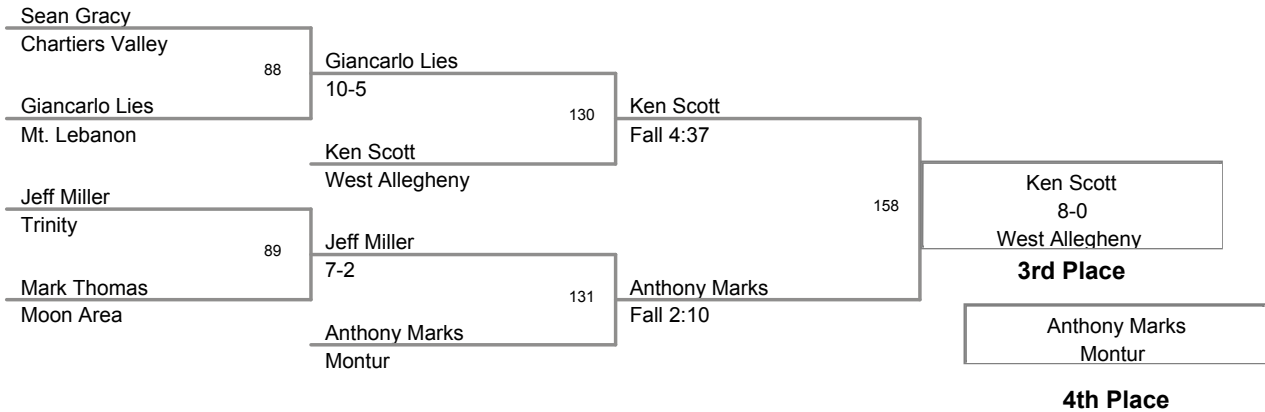 Sean Gracy
Chartiers Valley
88
Giancarlo Lies
10-5
Giancarlo Lies
Mt. Lebanon
130
Ken Scott
Fall 4:37
Ken Scott
West Allegheny
Jeff Miller
Trinity
89
Jeff Miller
7-2
Mark Thomas
Moon Area
131
Anthony Marks
Fall 2:10
Anthony Marks
Montur
158
Ken Scott
8-0
West Allegheny
3rd Place
Anthony Marks
Montur
4th Place